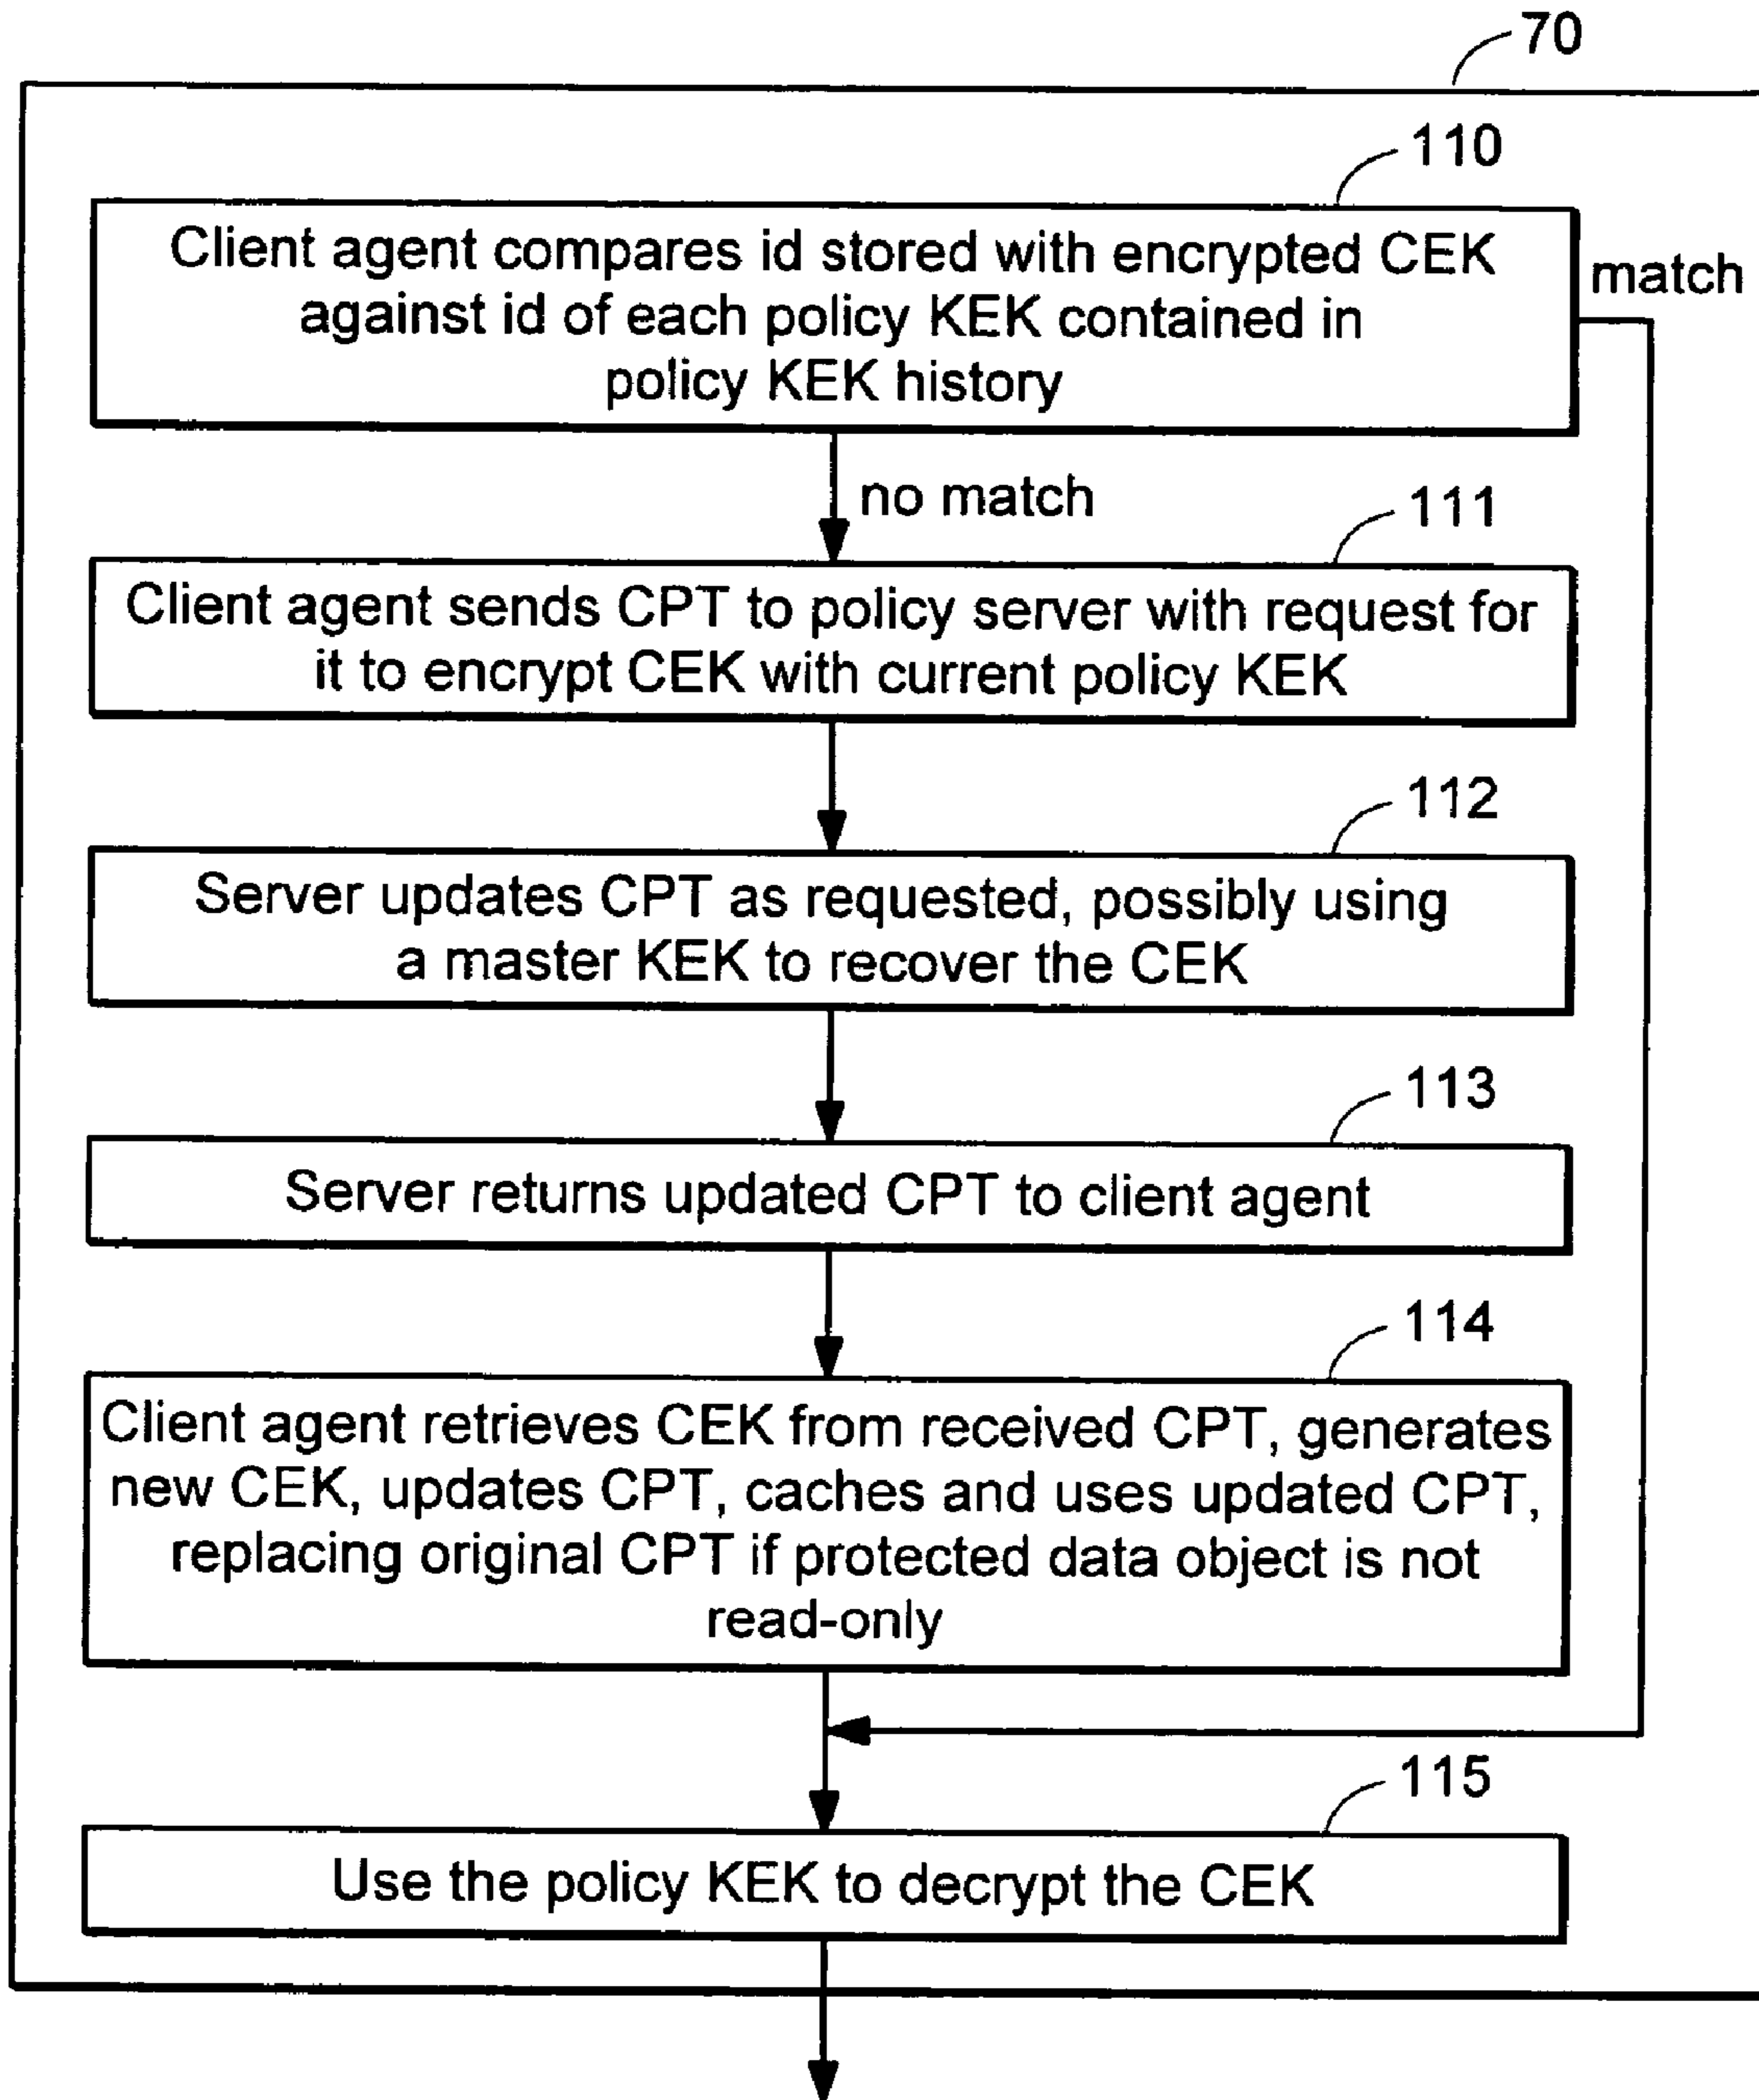 70
110
Client agent compares id stored with encrypted CEK
against id of each policy KEK contained in
policy KEK history
match
no match
111
Client agent sends CPT to policy server with request for
it to encrypt CEK with current policy KEK
112
Server updates CPT as requested, possibly using
a master KEK to recover the CEK
113
Server returns updated CPT to client agent
114
Client agent retrieves CEK from received CPT, generates
new CEK, updates CPT, caches and uses updated CPT,
replacing original CPT if protected data object is not
read-only
115
Use the policy KEK to decrypt the CEK